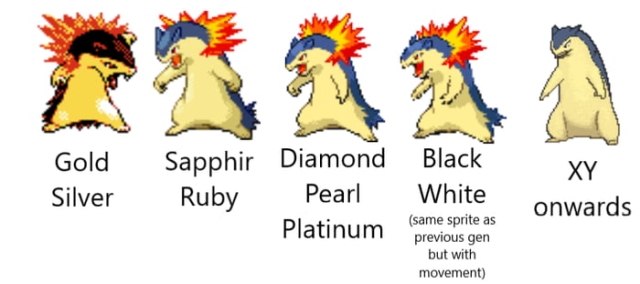 Gold
Silver
Sapphir
Ruby
Diamond
Pearl
Platinum
Black
White
(same sprite as
previous gen
but with
movement)
XY
onwards